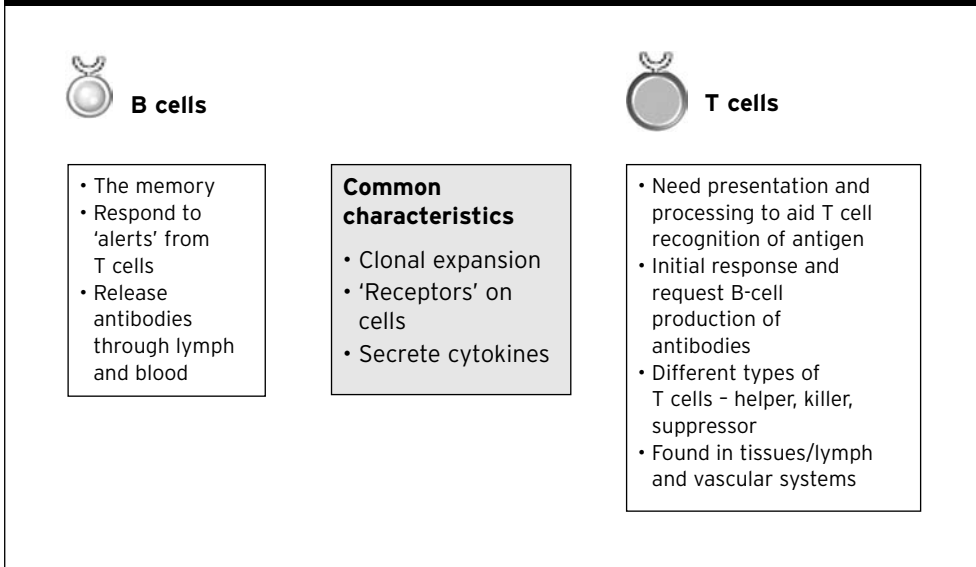 B cells
• The memory
• Respond to
‘alerts’ from
T cells
• Release
antibodies
through lymph
and blood
Common
characteristics
• Clonal expansion
• ‘Receptors’ on
cells
• Secrete cytokines
T cells
• Need presentation and
processing to aid T cell
recognition of antigen
• Initial response and
request B-cell
production of
antibodies
• Different types of
T cells – helper, killer,
suppressor
• Found in tissues/lymph
and vascular systems